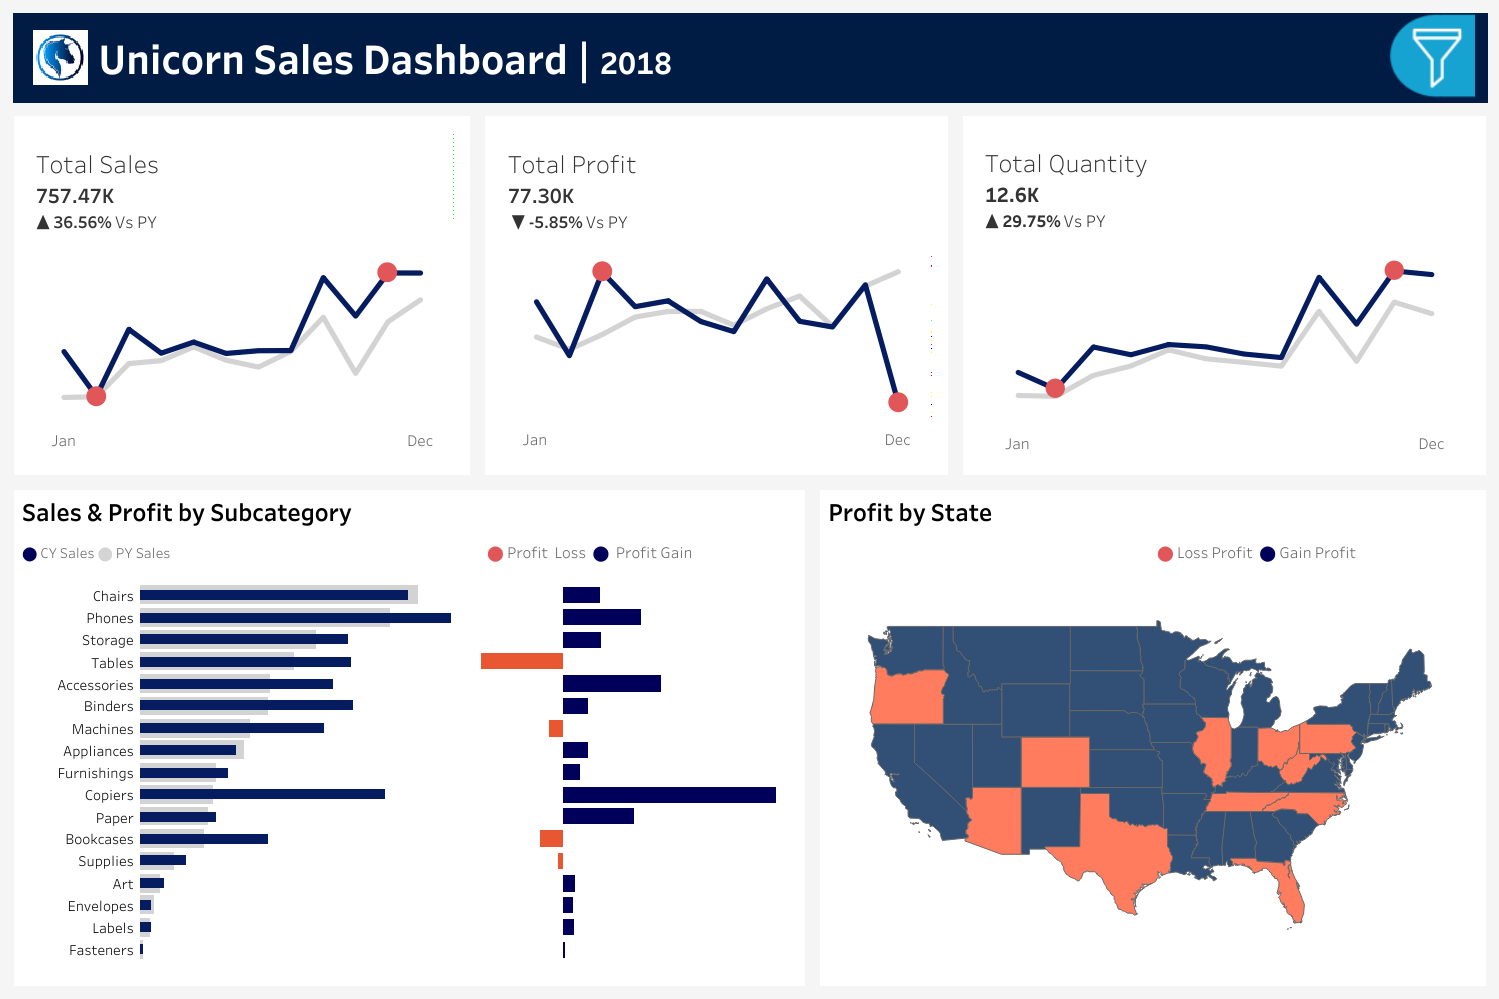 Unicorn Sales Dashboard | 2018
Total Sales
757.47K
▲ 36.56% Vs PY
Jan Dec
Total Profit
77.30K
▼ -5.85% Vs PY
Jan Dec
Total Quantity
12.6K
▲ 29.75% Vs PY
Jan Dec
Sales & Profit by Subcategory
CY Sales PY Sales
Profit Loss Profit Gain
Chairs
Phones
Storage
Tables
Accessories
Binders
Machines
Appliances
Furnishings
Copiers
Paper
Bookcases
Supplies
Art
Envelopes
Labels
Fasteners
Profit by State
Loss Profit Gain Profit